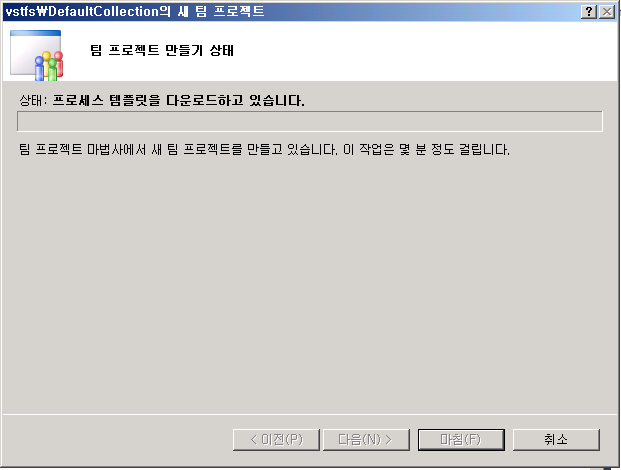 vstfs\DefaultCollection의 새 팀 프로젝트
팀 프로젝트 만들기 상태
상태: 프로세스 템플릿을 다운로드하고 있습니다.
팀 프로젝트 마법사에서 새 팀 프로젝트를 만들고 있습니다. 이 작업은 몇 분 정도 걸립니다.
< 이전(P) 다음(N) > 마침(F) 취소